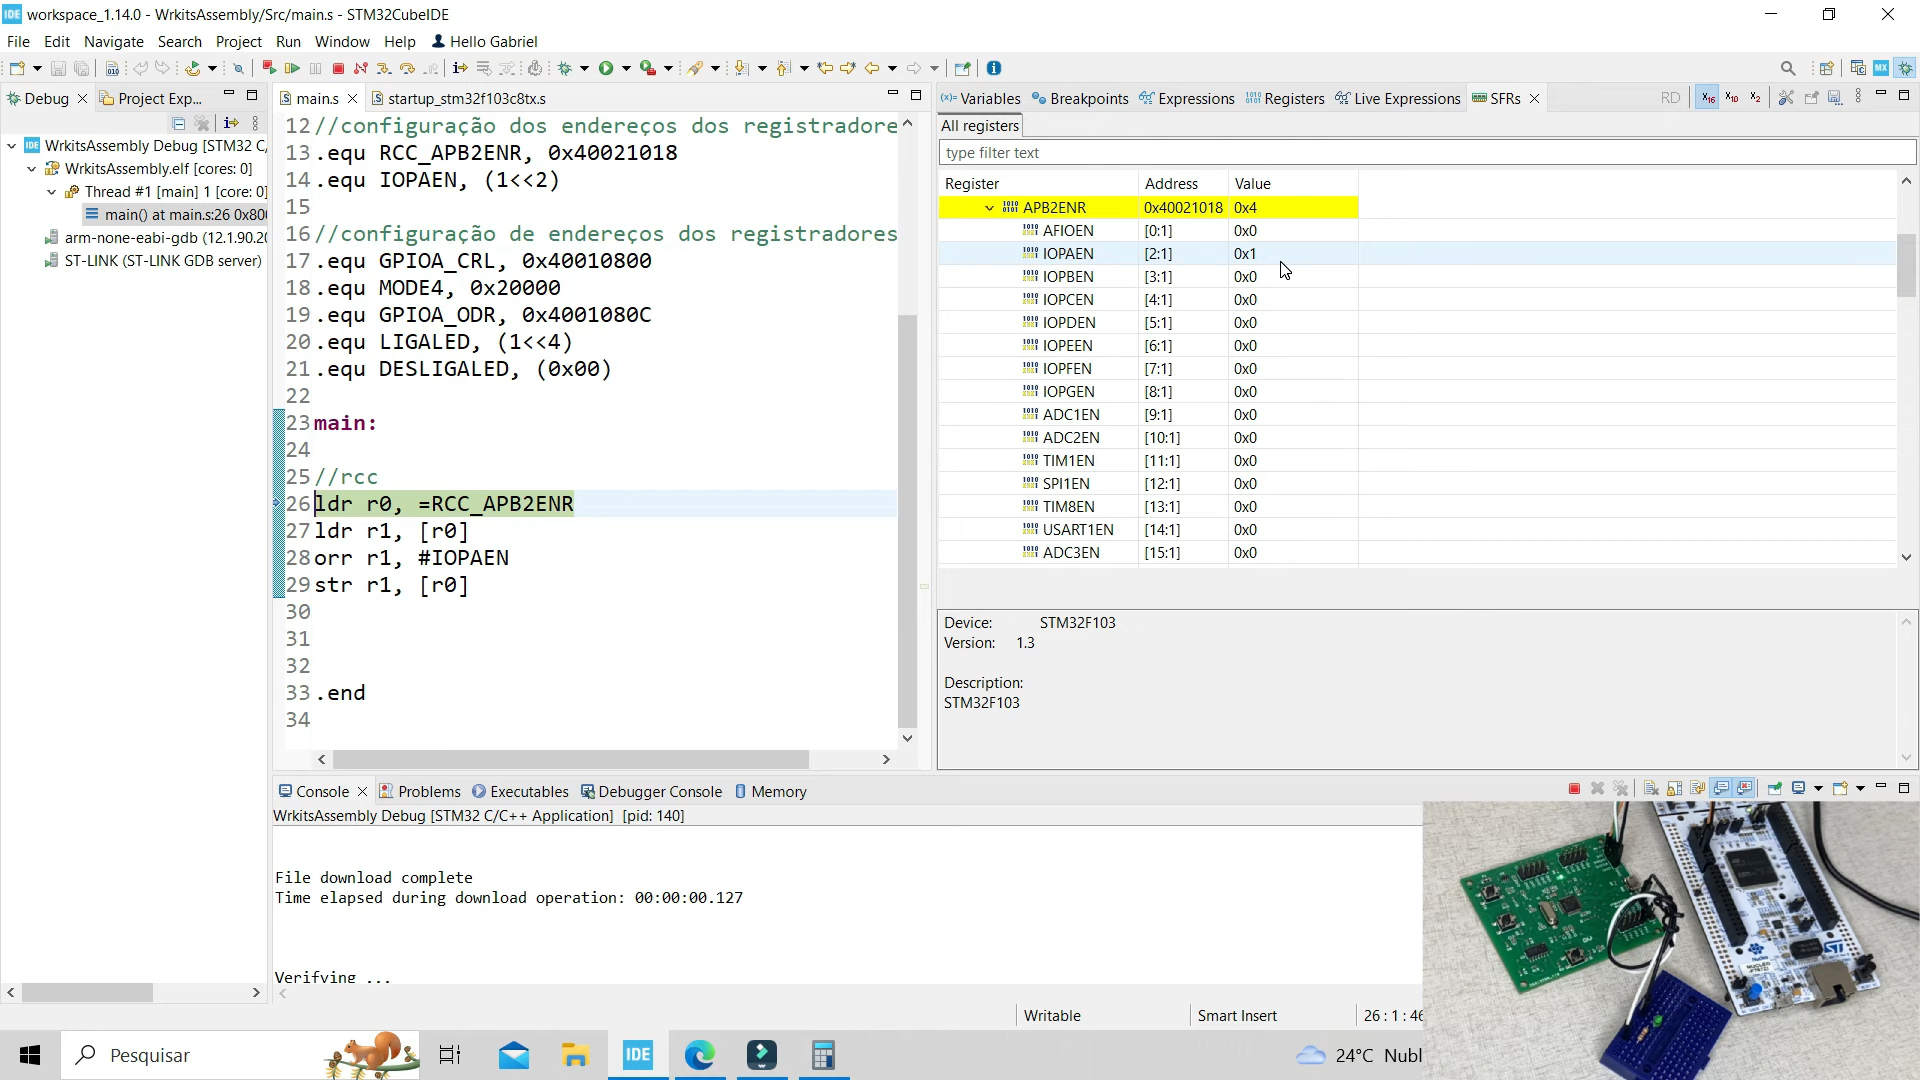 IDE workspace_1.14.0 - WrkitsAssembly/Src/main.s - STM32CubeIDE
File Edit Navigate Search Project Run Window Help Hello Gabriel
Debug Project Exp...
WrkitsAssembly Debug [STM32 C/
WrkitsAssembly.elf [cores: 0]
Thread #1 [main] 1 [core: 0]
main() at main.s:26 0x800
arm-none-eabi-gdb (12.1.90.20
ST-LINK (ST-LINK GDB server)
main.s startup_stm32f103c8tx.s
12 //configuração dos endereços dos registradore
13 .equ RCC_APB2ENR, 0x40021018
14 .equ IOPAEN, (1<<2)
15
16 //configuração de endereços dos registradores
17 .equ GPIOA_CRL, 0x40010800
18 .equ MODE4, 0x20000
19 .equ GPIOA_ODR, 0x4001080C
20 .equ LIGALED, (1<<4)
21 .equ DESLIGALED, (0x00)
22
23 main:
24
25 //rcc
26 ldr r0, =RCC_APB2ENR
27 ldr r1, [r0]
28 orr r1, #IOPAEN
29 str r1, [r0]
30
31
32
33 .end
34
(x)= Variables Breakpoints Expressions Registers Live Expressions SFRs
RD X16 X10 X2
All registers
type filter text
Register Address Value
APB2ENR 0x40021018 0x4
AFIOEN [0:1] 0x0
IOPAEN [2:1] 0x1
IOPBEN [3:1] 0x0
IOPCEN [4:1] 0x0
IOPDEN [5:1] 0x0
IOPEEN [6:1] 0x0
IOPFEN [7:1] 0x0
IOPGEN [8:1] 0x0
ADC1EN [9:1] 0x0
ADC2EN [10:1] 0x0
TIM1EN [11:1] 0x0
SPI1EN [12:1] 0x0
TIM8EN [13:1] 0x0
USART1EN [14:1] 0x0
ADC3EN [15:1] 0x0
Device: STM32F103
Version: 1.3
Description:
STM32F103
Console Problems Executables Debugger Console Memory
WrkitsAssembly Debug [STM32 C/C++ Application] [pid: 140]
File download complete
Time elapsed during download operation: 00:00:00.127
Verifying ...
Writable Smart Insert 26 : 1 : 46
Pesquisar
IDE
24°C Nubl